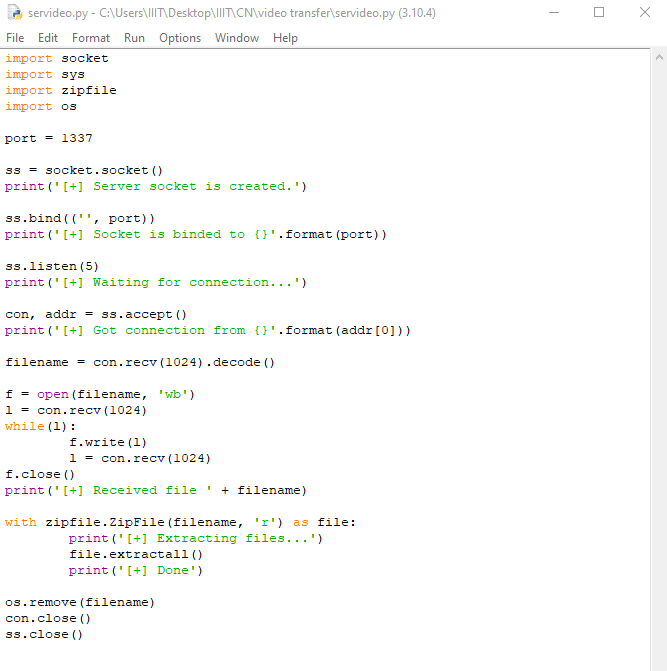 servideo.py - C:\Users\IIIT\Desktop\IIIT\CN\video transfer\servideo.py (3.10.4)
File Edit Format Run Options Window Help
import socket
import sys
import zipfile
import os

port = 1337

ss = socket.socket()
print('[+] Server socket is created.')

ss.bind(('', port))
print('[+] Socket is binded to {}'.format(port))

ss.listen(5)
print('[+] Waiting for connection...')

con, addr = ss.accept()
print('[+] Got connection from {}'.format(addr[0]))

filename = con.recv(1024).decode()

f = open(filename, 'wb')
l = con.recv(1024)
while(l):
        f.write(l)
        l = con.recv(1024)
f.close()
print('[+] Received file ' + filename)

with zipfile.ZipFile(filename, 'r') as file:
        print('[+] Extracting files...')
        file.extractall()
        print('[+] Done')

os.remove(filename)
con.close()
ss.close()